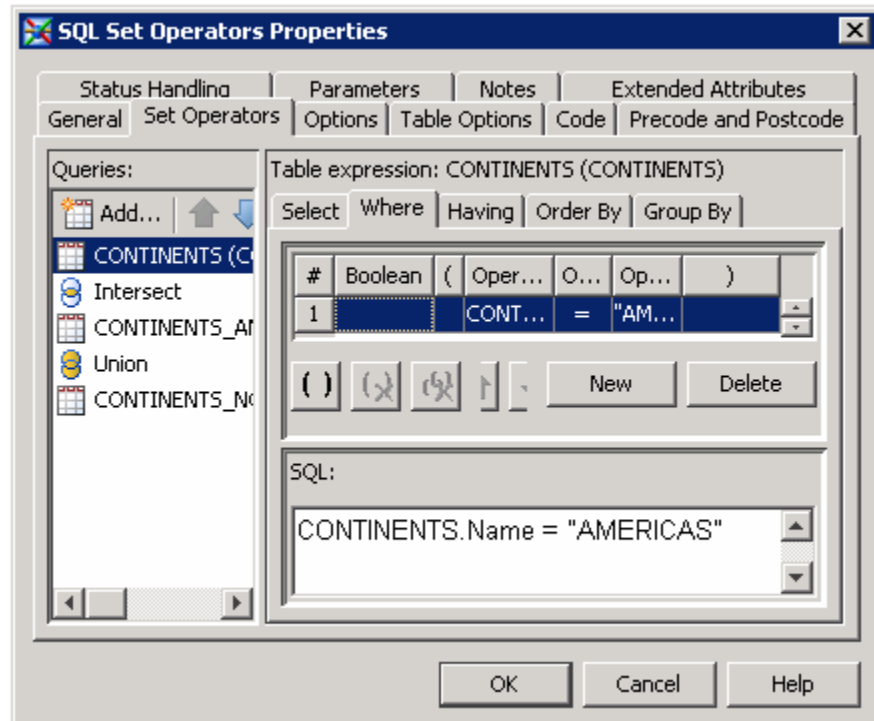 SQL Set Operators Properties
Status Handling Parameters Notes Extended Attributes
General Set Operators Options Table Options Code Precode and Postcode
Queries:
Add...
CONTINENTS (C
Intersect
CONTINENTS_A
Union
CONTINENTS_N
Table expression: CONTINENTS (CONTINENTS)
Select Where Having Order By Group By
# Boolean ( Oper... O... Op... )
1 CONT... = "AM...
( ) New Delete
SQL:
CONTINENTS.Name = "AMERICAS"
OK Cancel Help